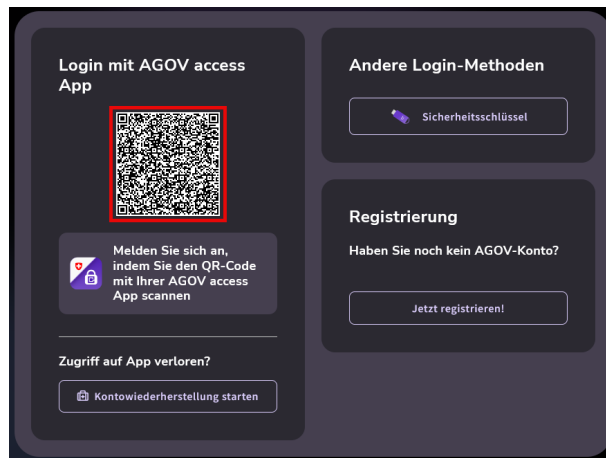 Login mit AGOV access
App
Melden Sie sich an,
indem Sie den QR-Code
mit Ihrer AGOV access
App scannen
Zugriff auf App verloren?
Kontowiederherstellung starten
Andere Login-Methoden
Sicherheitsschlüssel
Registrierung
Haben Sie noch kein AGOV-Konto?
Jetzt registrieren!